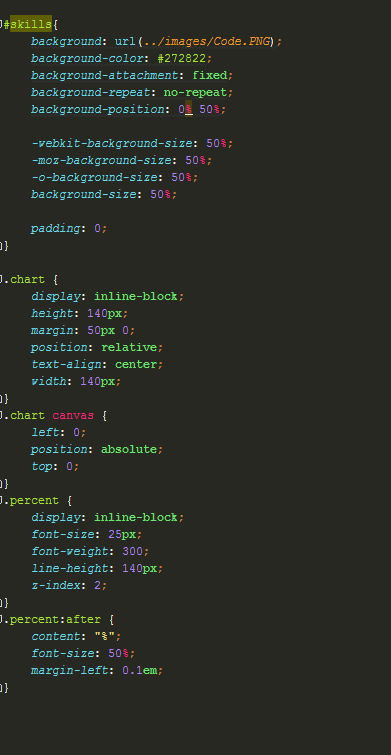 #skills{
background: url(../images/Code.PNG);
background-color: #272822;
background-attachment: fixed;
background-repeat: no-repeat;
background-position: 0% 50%;
-webkit-background-size: 50%;
-moz-background-size: 50%;
-o-background-size: 50%;
background-size: 50%;
padding: 0;
}
.chart {
display: inline-block;
height: 140px;
margin: 50px 0;
position: relative;
text-align: center;
width: 140px;
}
.chart canvas {
left: 0;
position: absolute;
top: 0;
}
.percent {
display: inline-block;
font-size: 25px;
font-weight: 300;
line-height: 140px;
z-index: 2;
}
.percent:after {
content: "%";
font-size: 50%;
margin-left: 0.1em;
}